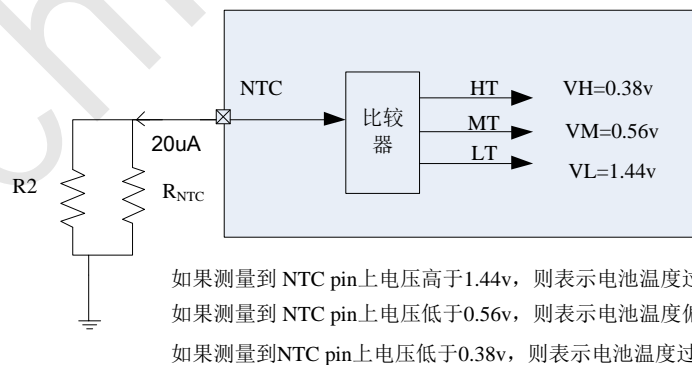 NTC
HT
VH=0.38v
比较
器
MT
VM=0.56v
20uA
LT
VL=1.44v
R2
RNTC
如果测量到 NTC pin上电压高于1.44v，则表示电池温度过
如果测量到 NTC pin上电压低于0.56v，则表示电池温度偏
如果测量到NTC pin上电压低于0.38v，则表示电池温度过